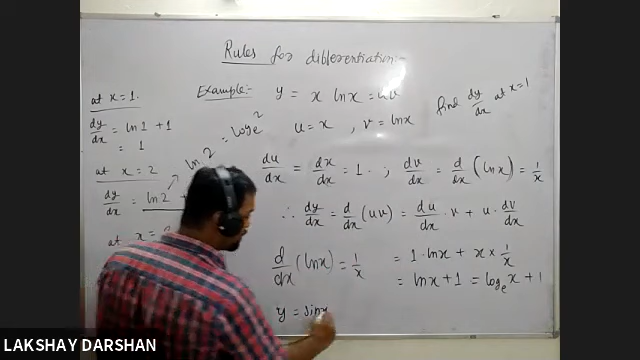 Rules for differentiation:-
Example:- y = x lnx = uv
Find dy/dx at x=1
u = x , v = lnx
du/dx = dx/dx = 1 . ; dv/dx = d/dx (lnx) = 1/x
∴ dy/dx = d/dx (uv) = du/dx · v + u · dv/dx
d/dx (lnx) = 1/x
= 1 · lnx + x × 1/x
= lnx + 1 = log_e x + 1
y = sinx
at x = 1.
dy/dx = ln1 + 1
= 1
at x = 2
dy/dx = ln2 +
ln 2 = log_e 2
at x =
LAKSHAY DARSHAN